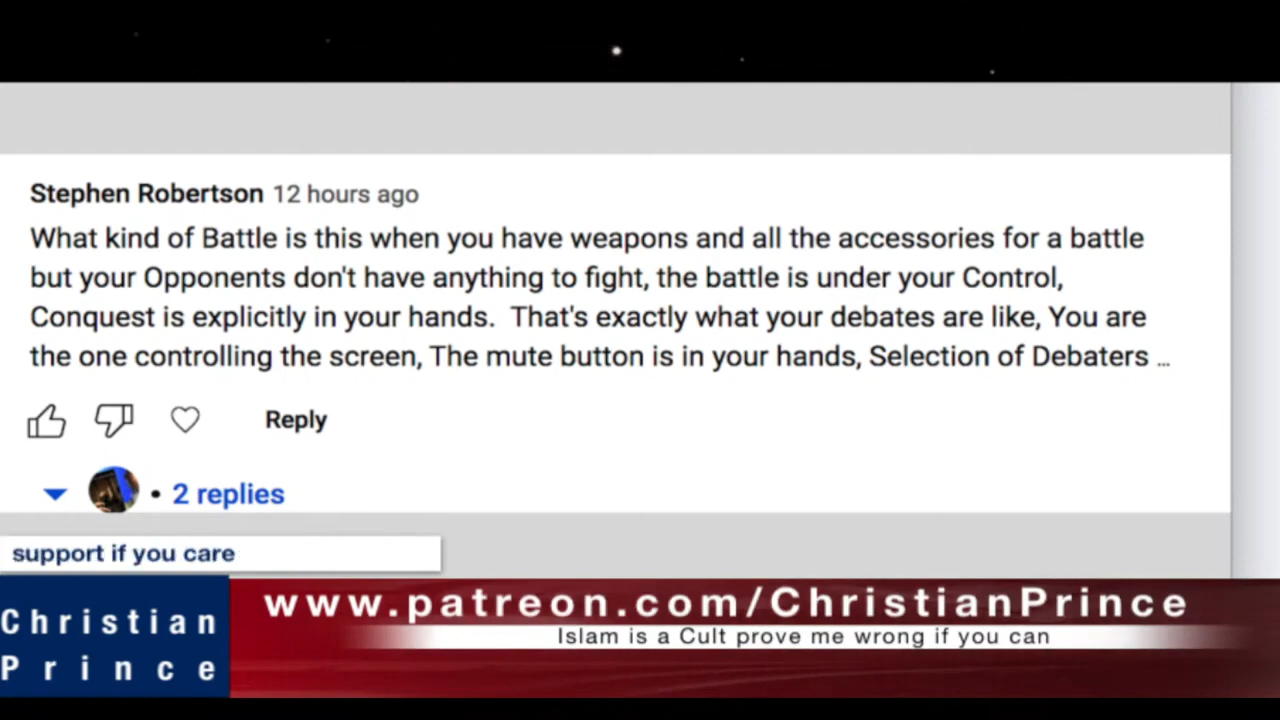 Stephen Robertson 12 hours ago
What kind of Battle is this when you have weapons and all the accessories for a battle
but your Opponents don't have anything to fight, the battle is under your Control,
Conquest is explicitly in your hands.  That's exactly what your debates are like, You are
the one controlling the screen, The mute button is in your hands, Selection of Debaters ...
Reply
• 2 replies
support if you care
Christian
Prince
www.patreon.com/ChristianPrince
Islam is a Cult prove me wrong if you can